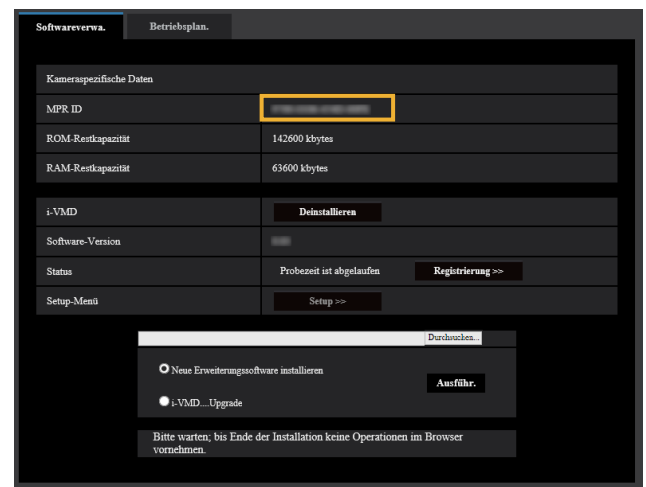 Softwareverwa. Betriebsplan.
Kameraspezifische Daten
MPR ID
ROM-Restkapazität 142600 kbytes
RAM-Restkapazität 63600 kbytes
i-VMD Deinstallieren
Software-Version
Status Probezeit ist abgelaufen Registrierung >>
Setup-Menü Setup >>
Durchsuchen...
Neue Erweiterungssoftware installieren
Ausführ.
i-VMD....Upgrade
Bitte warten; bis Ende der Installation keine Operationen im Browser
vornehmen.